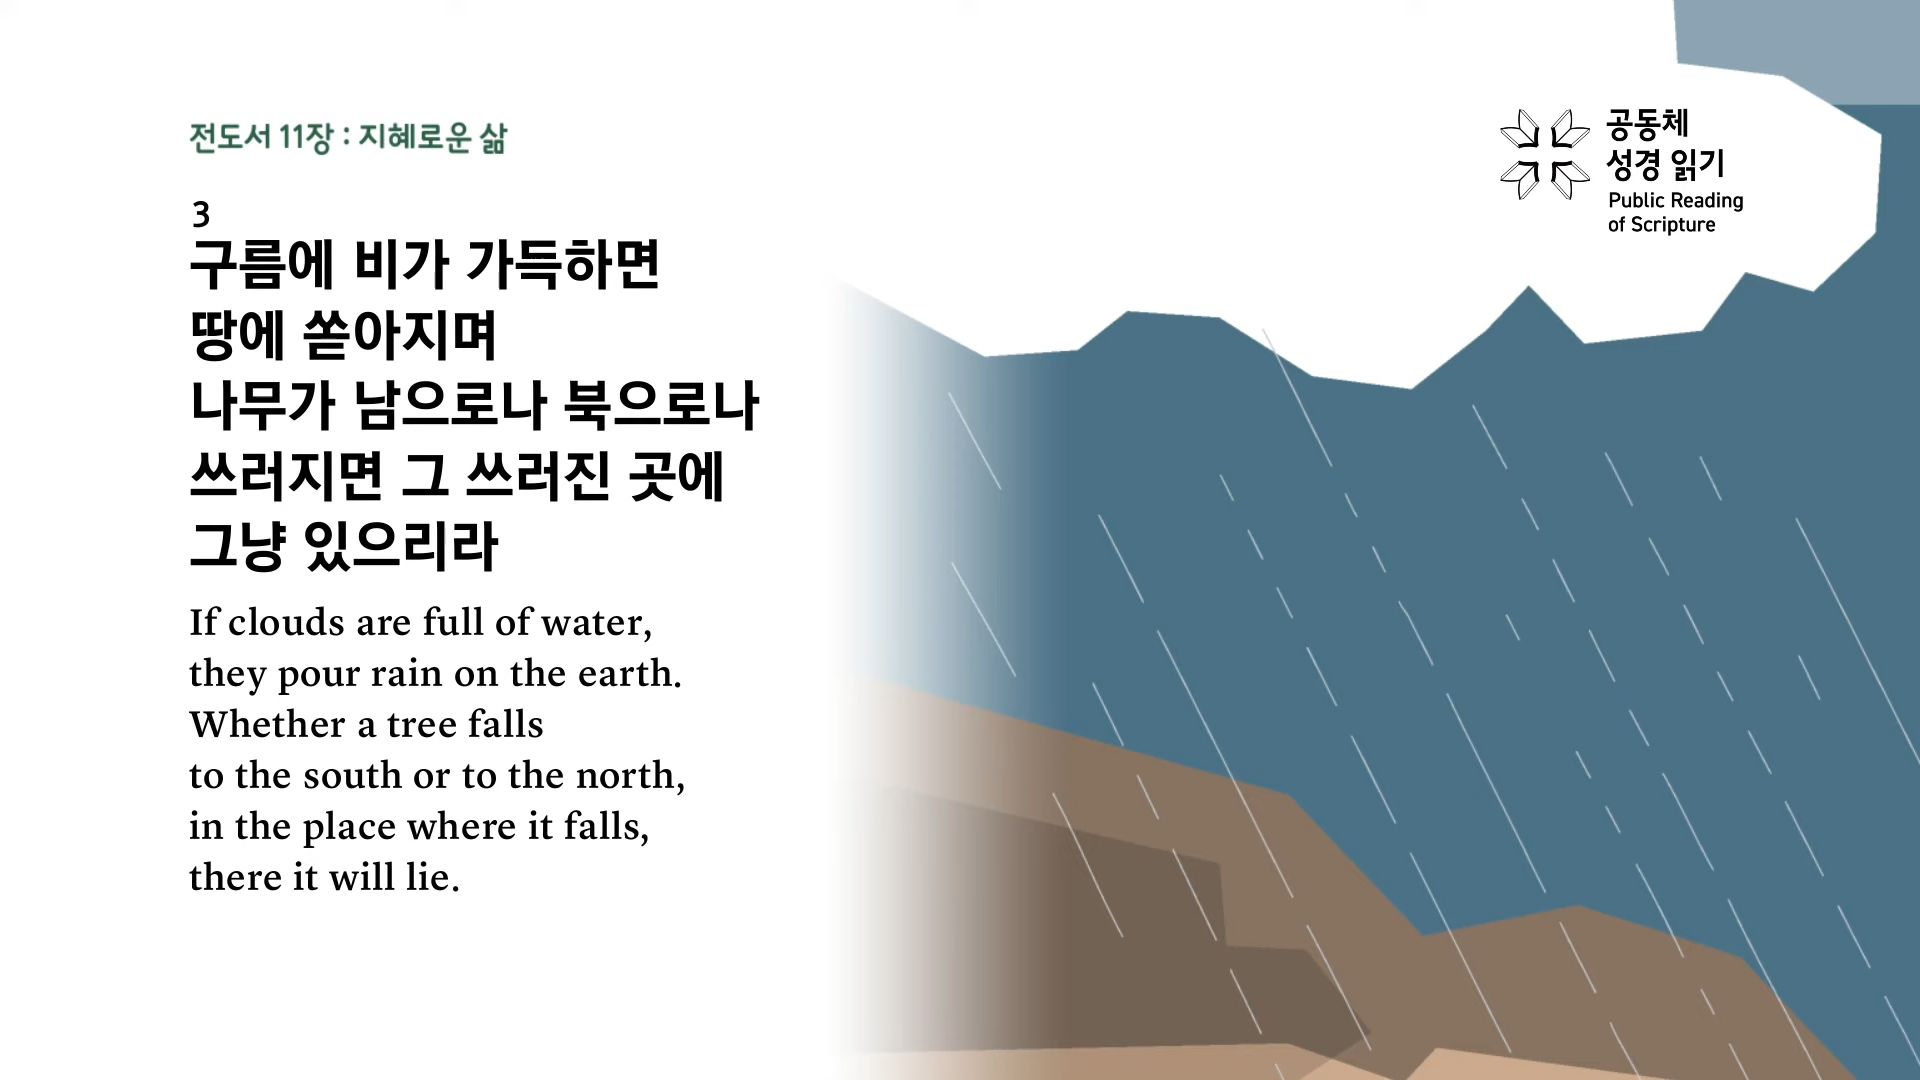 전도서 11장 : 지혜로운 삶
공동체
성경 읽기
Public Reading
of Scripture
3
구름에 비가 가득하면
땅에 쏟아지며
나무가 남으로나 북으로나
쓰러지면 그 쓰러진 곳에
그냥 있으리라
If clouds are full of water,
they pour rain on the earth.
Whether a tree falls
to the south or to the north,
in the place where it falls,
there it will lie.